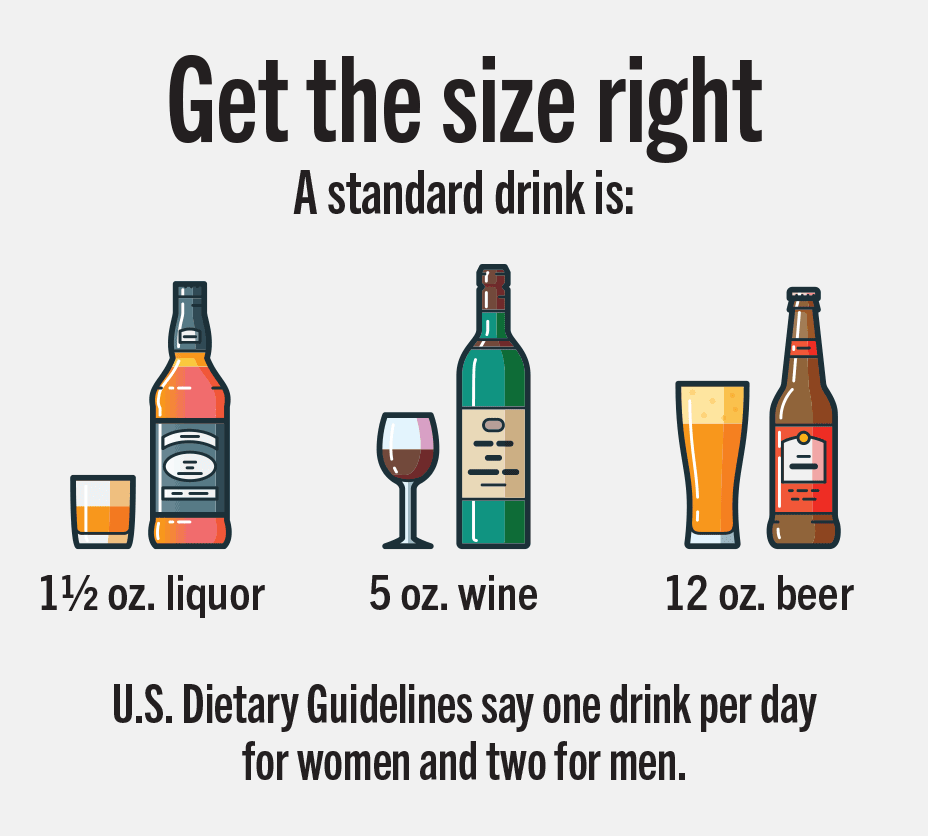 Get the size right
A standard drink is:
1½ oz. liquor
5 oz. wine
12 oz. beer
U.S. Dietary Guidelines say one drink per day
for women and two for men.